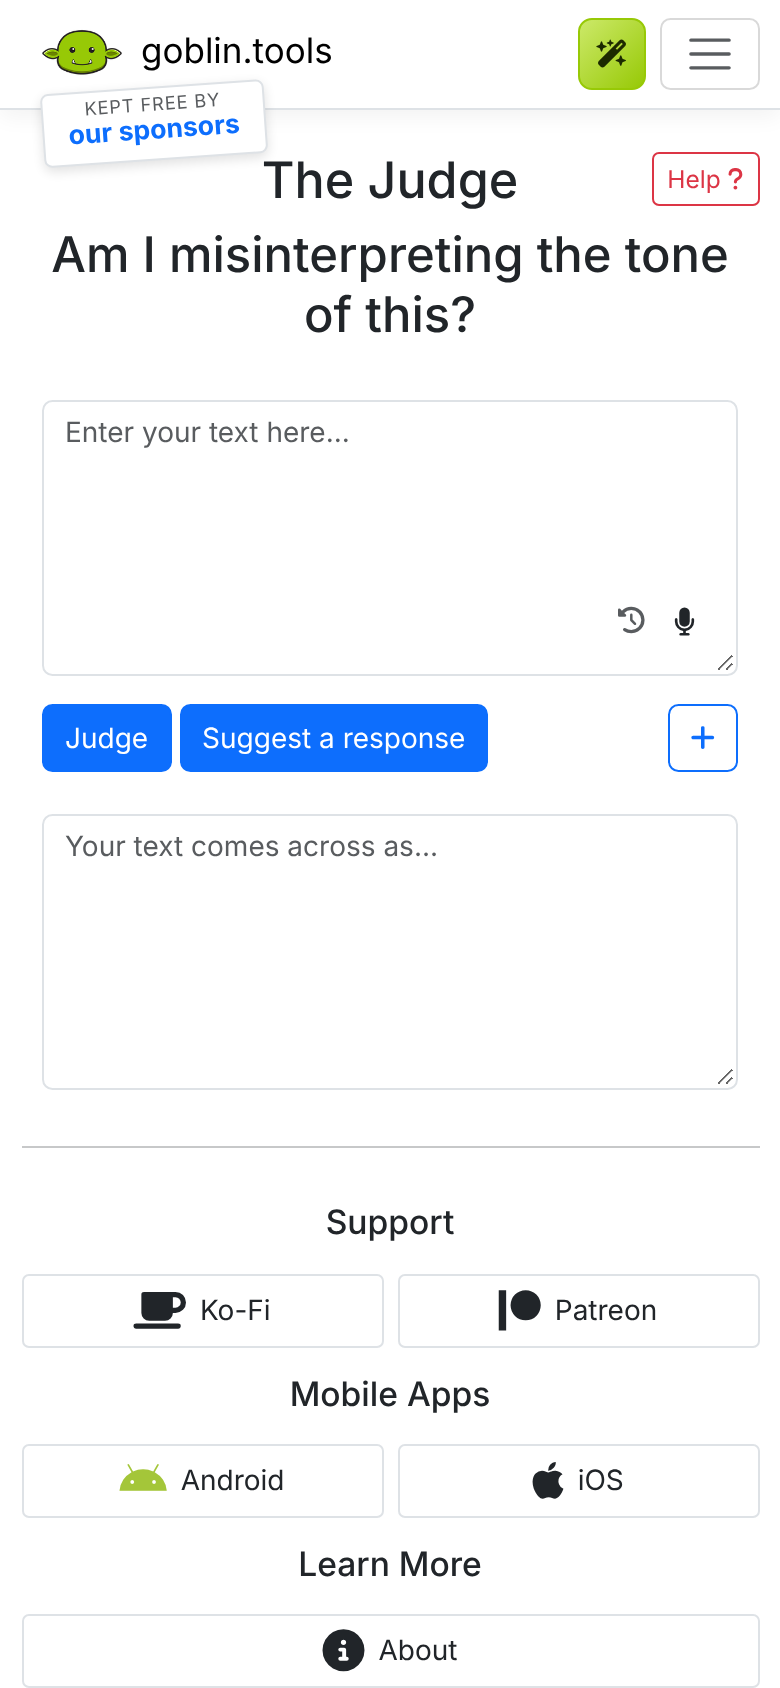 goblin.tools
KEPT FREE BY
our sponsors
The Judge
Help ?
Am I misinterpreting the tone
of this?
Enter your text here...
Judge
Suggest a response
+
Your text comes across as...
Support
Ko-Fi
Patreon
Mobile Apps
Android
iOS
Learn More
About